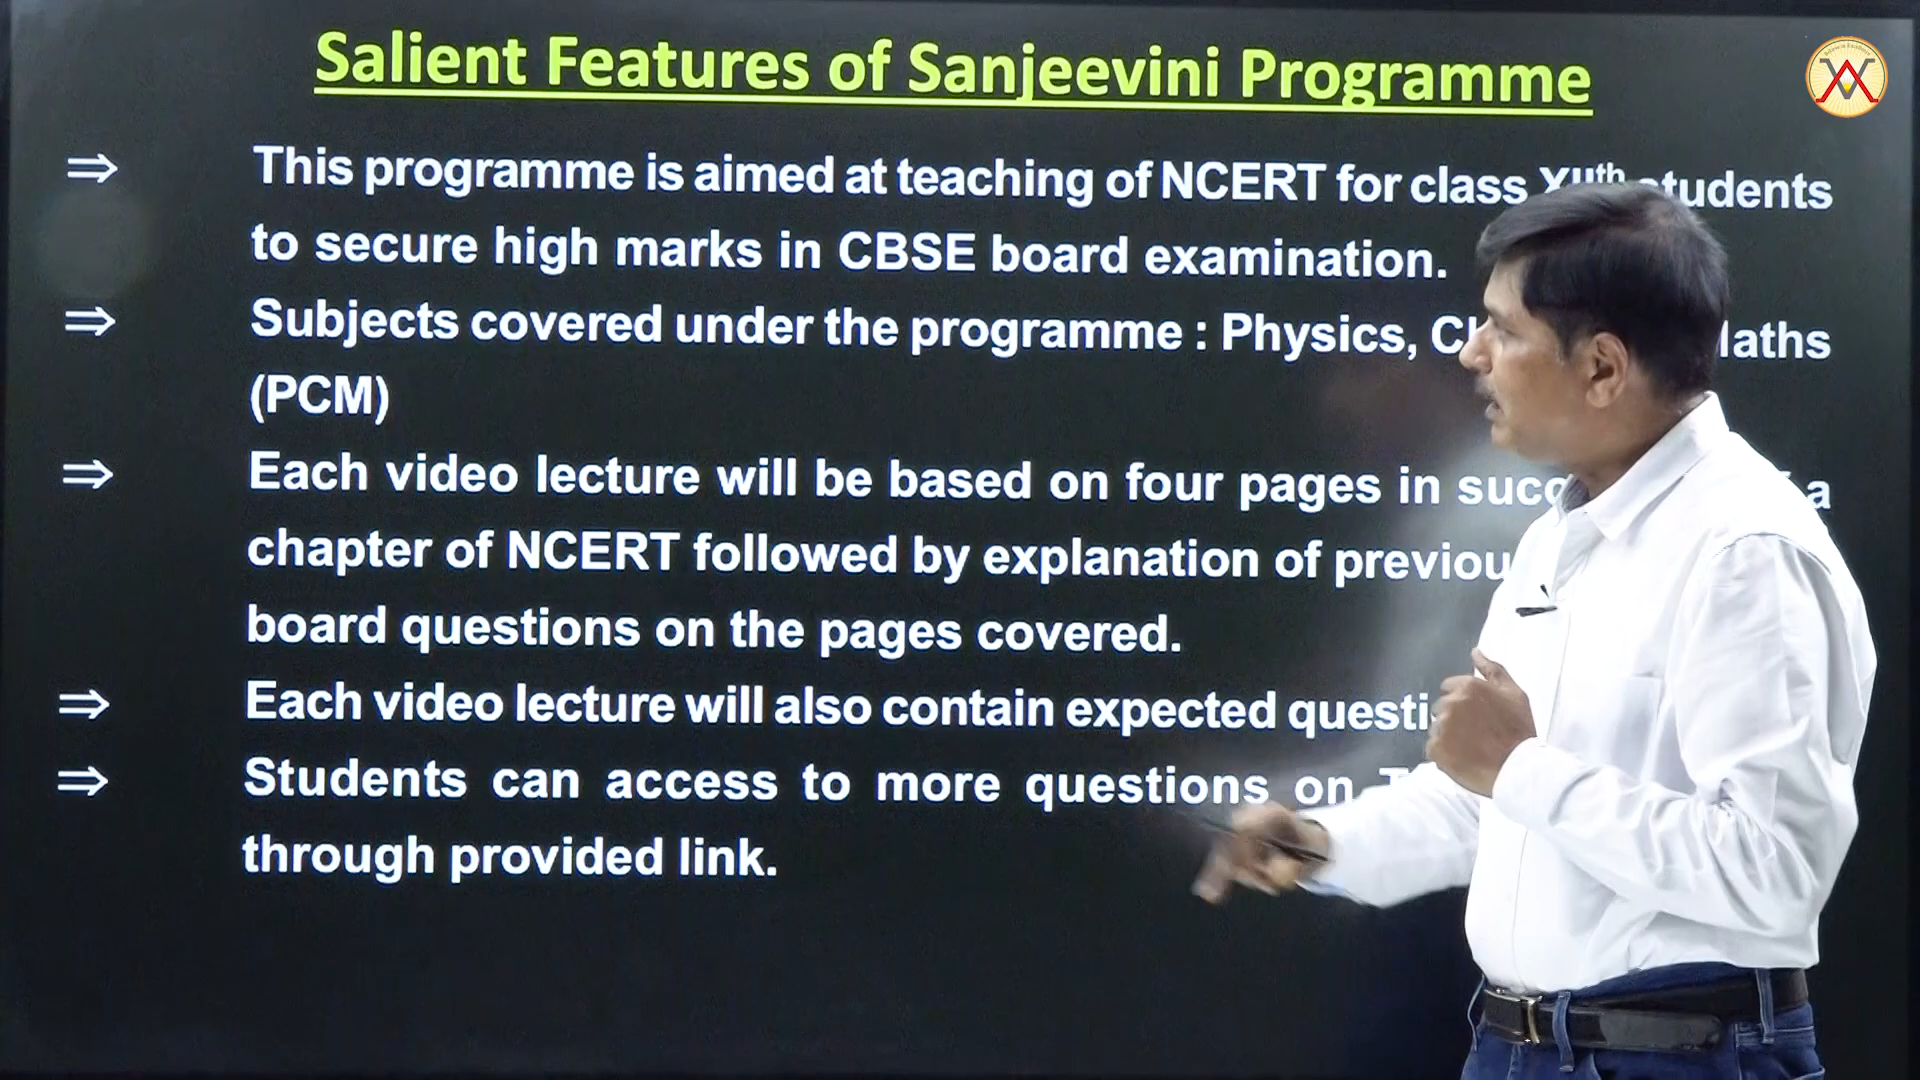 Salient Features of Sanjeevini Programme
⇒ This programme is aimed at teaching of NCERT for class XIIth students
to secure high marks in CBSE board examination.
⇒ Subjects covered under the programme : Physics, Maths
(PCM)
⇒ Each video lecture will be based on four pages in a
chapter of NCERT followed by explanation of
board questions on the pages covered.
⇒ Each video lecture will also contain expected
⇒ Students can access to more questions on
through provided link.